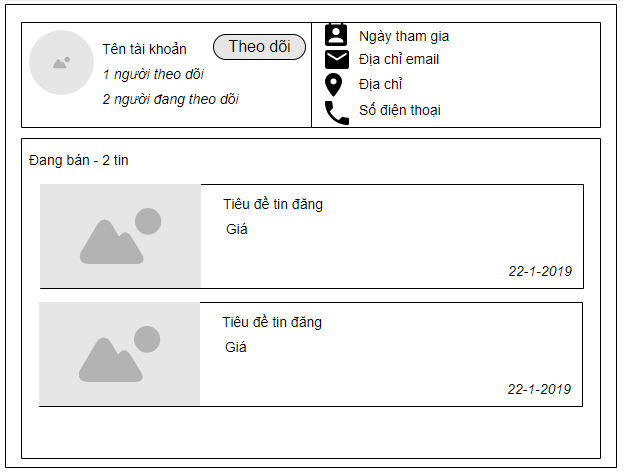 Tên tài khoản
Theo dõi
1 người theo dõi
2 người đang theo dõi
Ngày tham gia
Địa chỉ email
Địa chỉ
Số điện thoại
Đang bán - 2 tin
Tiêu đề tin đăng
Giá
22-1-2019
Tiêu đề tin đăng
Giá
22-1-2019